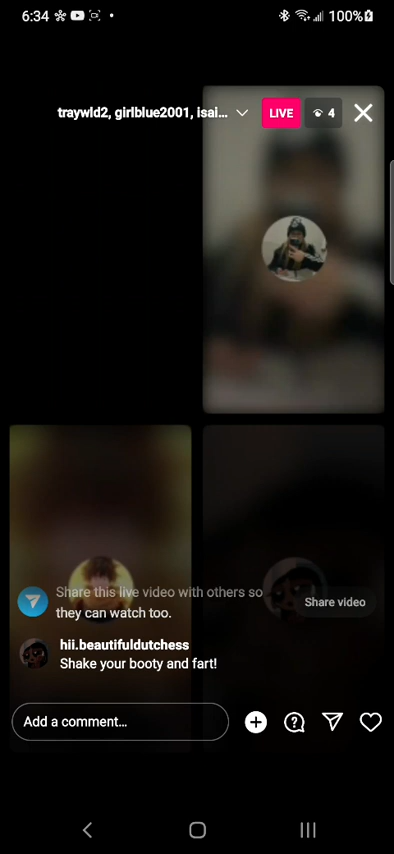 6:34
100%
traywld2, girlblue2001, isai...
LIVE
4
Share this live video with others so
they can watch too.
Share video
hii.beautifuldutchess
Shake your booty and fart!
Add a comment...